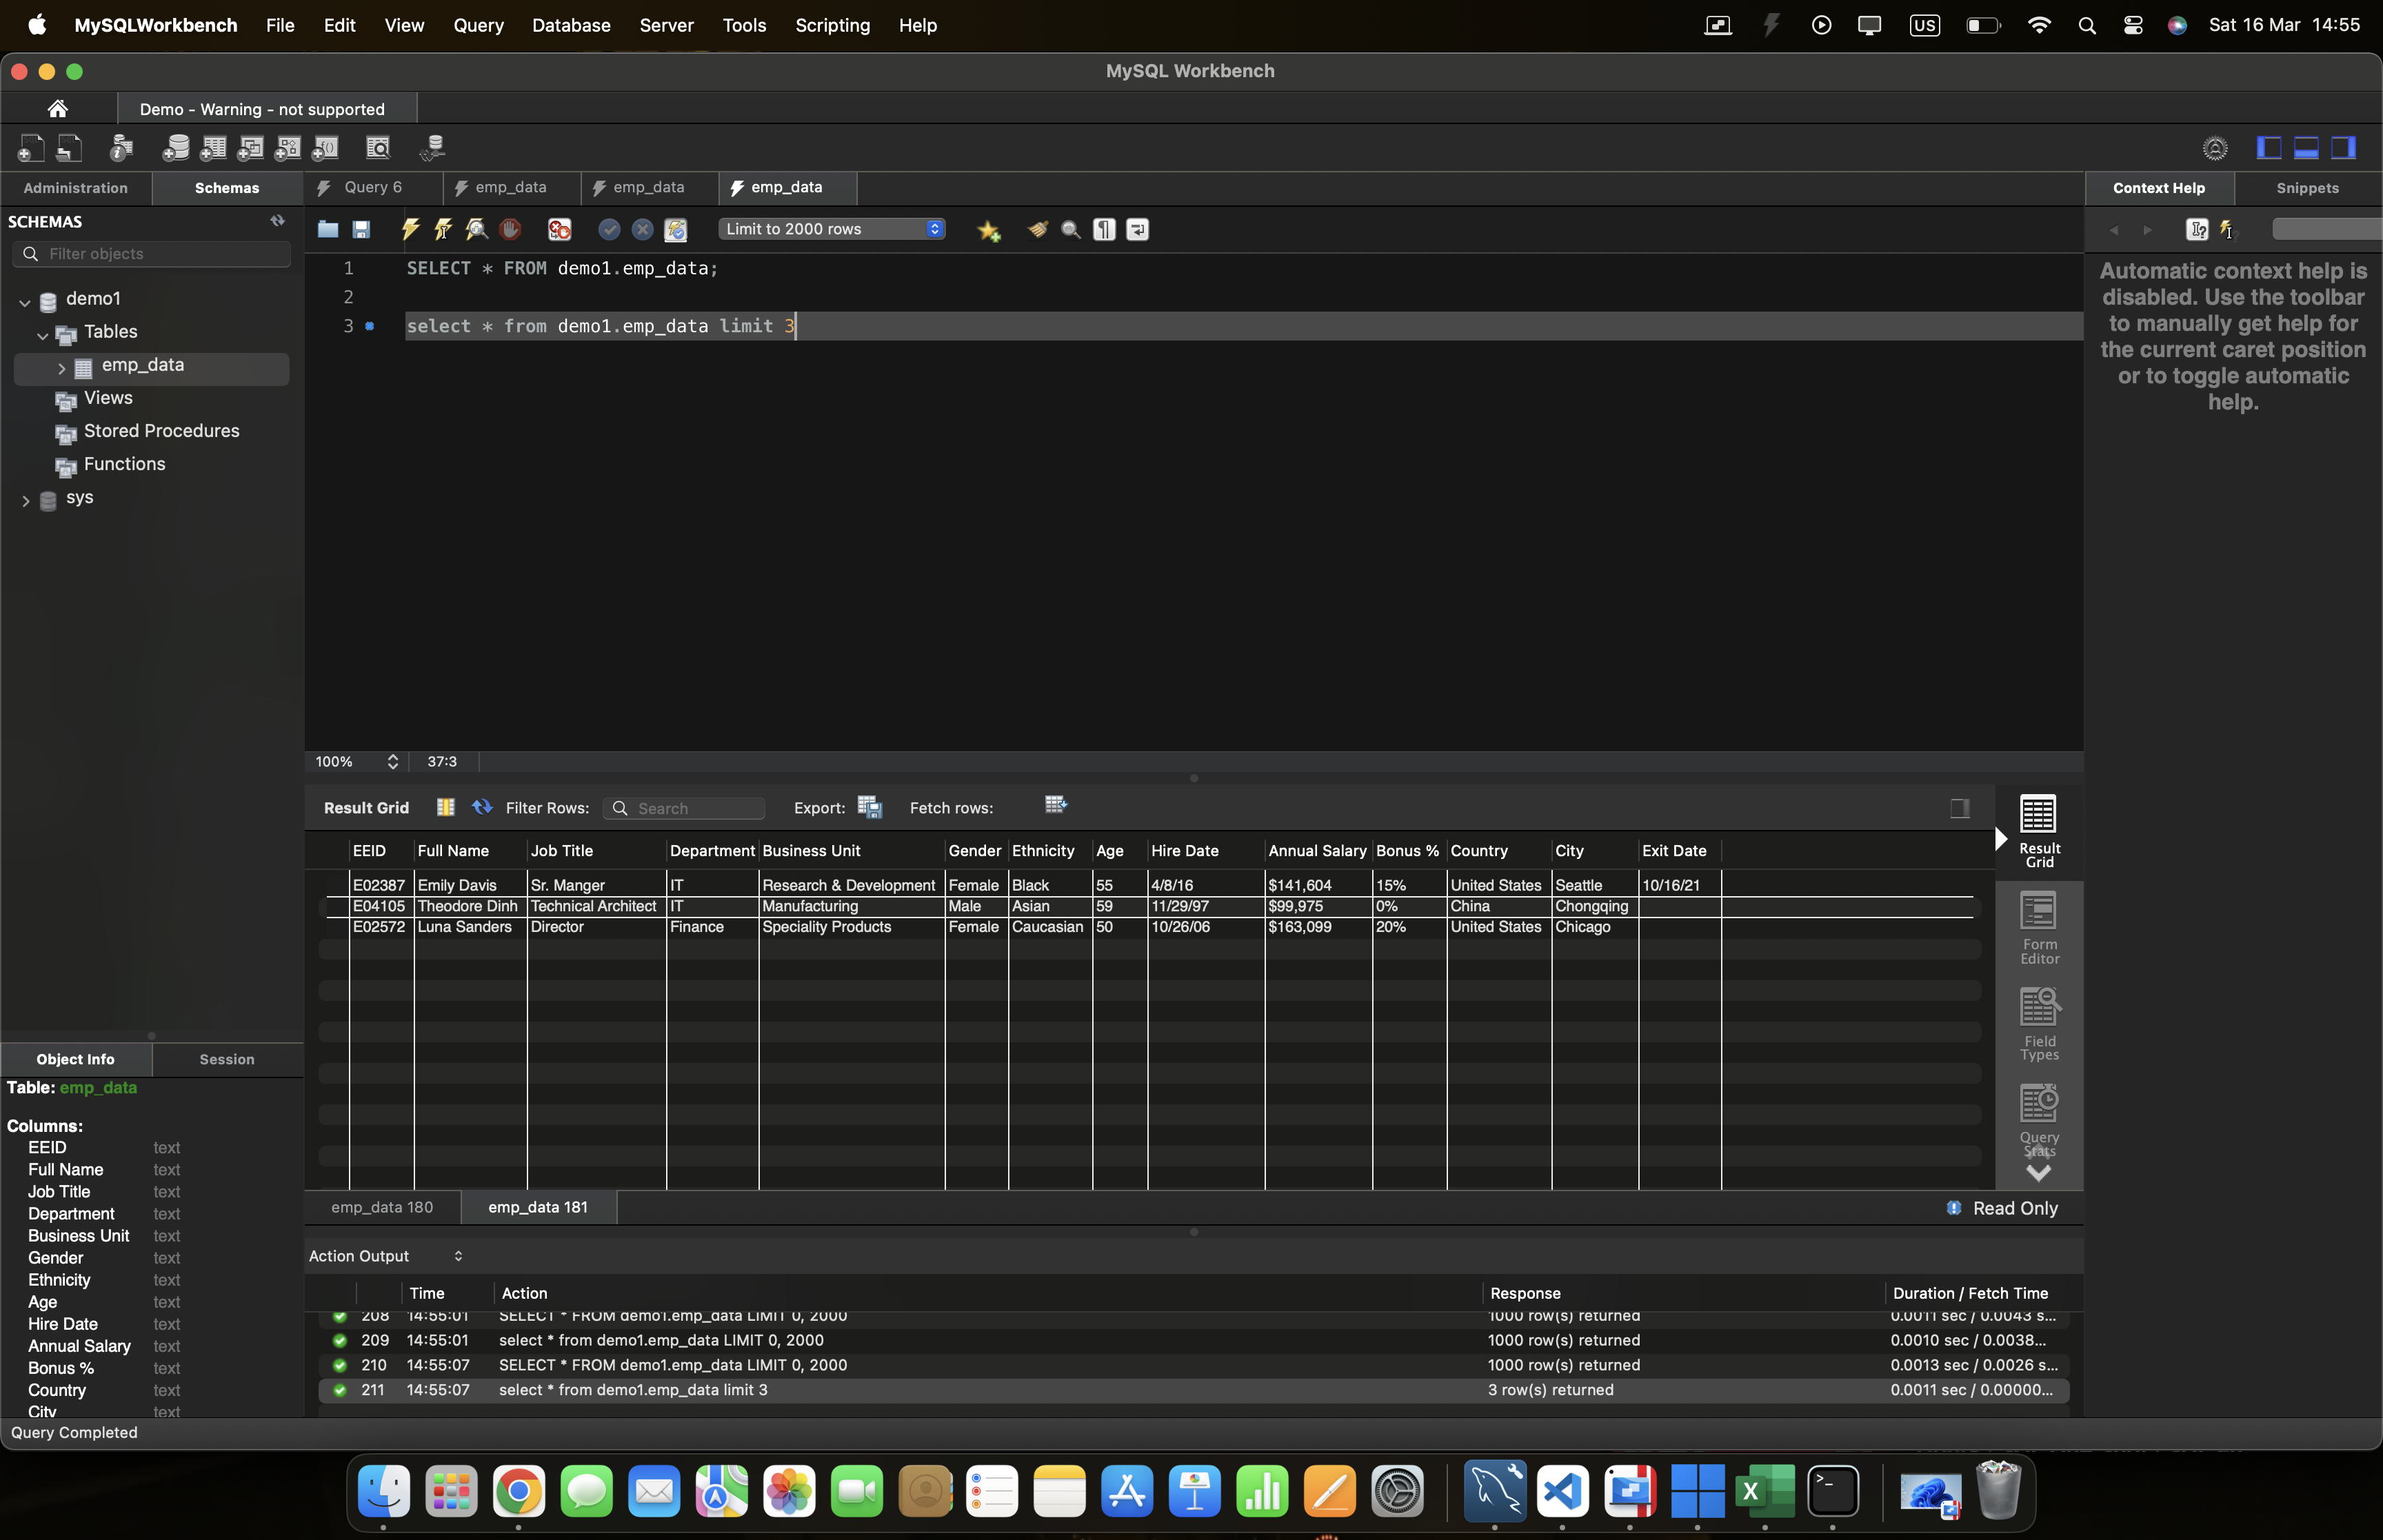 MySQLWorkbench File Edit View Query Database Server Tools Scripting Help US Sat 16 Mar 14:55
MySQL Workbench
Demo - Warning - not supported
Administration Schemas Query 6 emp_data emp_data emp_data Context Help Snippets
SCHEMAS
Limit to 2000 rows
Filter objects
demo1
Tables
emp_data
Views
Stored Procedures
Functions
sys
1 SELECT * FROM demo1.emp_data;
2
3 select * from demo1.emp_data limit 3
Automatic context help is
disabled. Use the toolbar
to manually get help for
the current caret position
or to toggle automatic
help.
100% 37:3
Result Grid Filter Rows: Search Export: Fetch rows:
EEID Full Name Job Title Department Business Unit Gender Ethnicity Age Hire Date Annual Salary Bonus % Country City Exit Date
E02387 Emily Davis Sr. Manger IT Research & Development Female Black 55 4/8/16 $141,604 15% United States Seattle 10/16/21
E04105 Theodore Dinh Technical Architect IT Manufacturing Male Asian 59 11/29/97 $99,975 0% China Chongqing
E02572 Luna Sanders Director Finance Speciality Products Female Caucasian 50 10/26/06 $163,099 20% United States Chicago
Result
Grid
Form
Editor
Field
Types
Query
Stats
emp_data 180 emp_data 181 Read Only
Object Info Session
Table: emp_data
Columns:
EEID text
Full Name text
Job Title text
Department text
Business Unit text
Gender text
Ethnicity text
Age text
Hire Date text
Annual Salary text
Bonus % text
Country text
City text
Action Output
Time Action Response Duration / Fetch Time
208 14:55:01 SELECT * FROM demo1.emp_data LIMIT 0, 2000 1000 row(s) returned 0.0011 sec / 0.0043 s...
209 14:55:01 select * from demo1.emp_data LIMIT 0, 2000 1000 row(s) returned 0.0010 sec / 0.0038...
210 14:55:07 SELECT * FROM demo1.emp_data LIMIT 0, 2000 1000 row(s) returned 0.0013 sec / 0.0026 s...
211 14:55:07 select * from demo1.emp_data limit 3 3 row(s) returned 0.0011 sec / 0.00000...
Query Completed